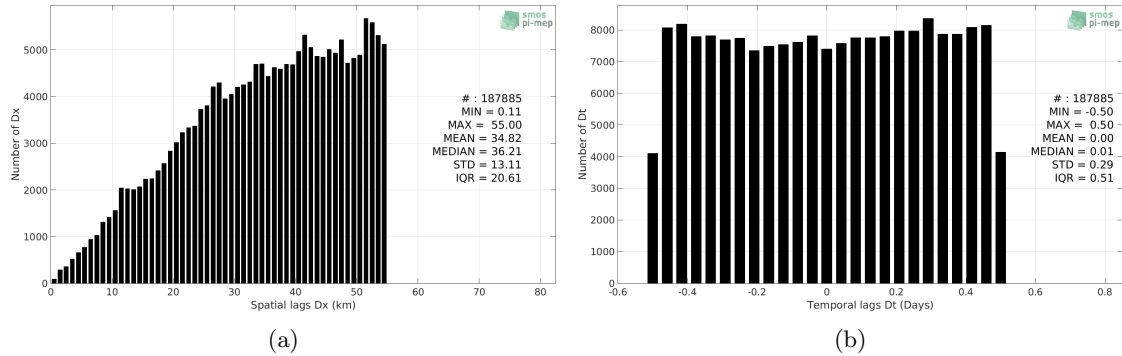 smos
pi-mep
Number of Dx
5000
4000
3000
2000
1000
0
# : 187885
MIN = 0.11
MAX = 55.00
MEAN = 34.82
MEDIAN = 36.21
STD = 13.11
IQR = 20.61
0 10 20 30 40 50 60 70 80
Spatial lags Dx (km)
(a)
smos
pi-mep
Number of Dt
8000
7000
6000
5000
4000
3000
2000
1000
0
# : 187885
MIN = -0.50
MAX = 0.50
MEAN = 0.00
MEDIAN = 0.01
STD = 0.29
IQR = 0.51
-0.6 -0.4 -0.2 0 0.2 0.4 0.6 0.8
Temporal lags Dt (Days)
(b)